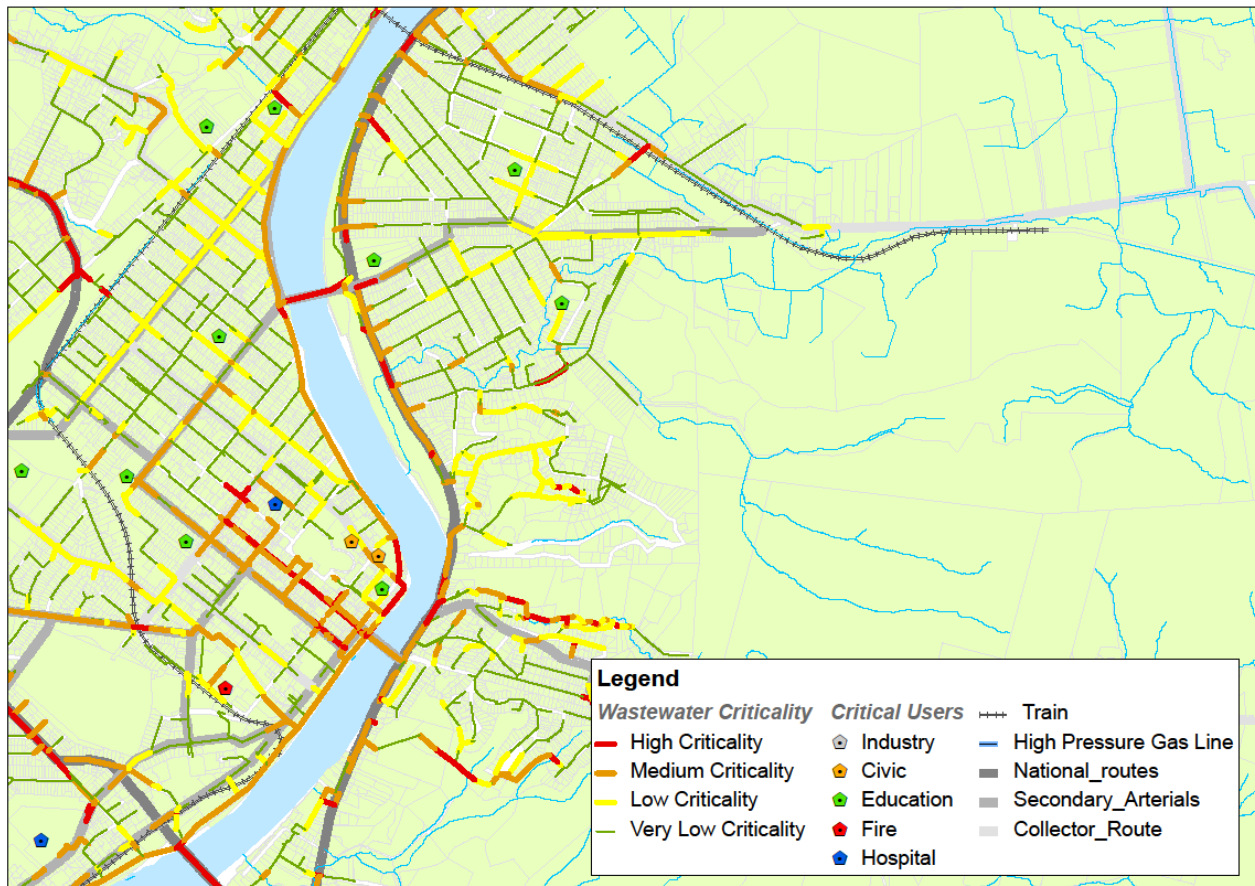 Legend
Wastewater Criticality
High Criticality
Medium Criticality
Low Criticality
Very Low Criticality
Critical Users
Industry
Civic
Education
Fire
Hospital
Train
High Pressure Gas Line
National_routes
Secondary_Arterials
Collector_Route